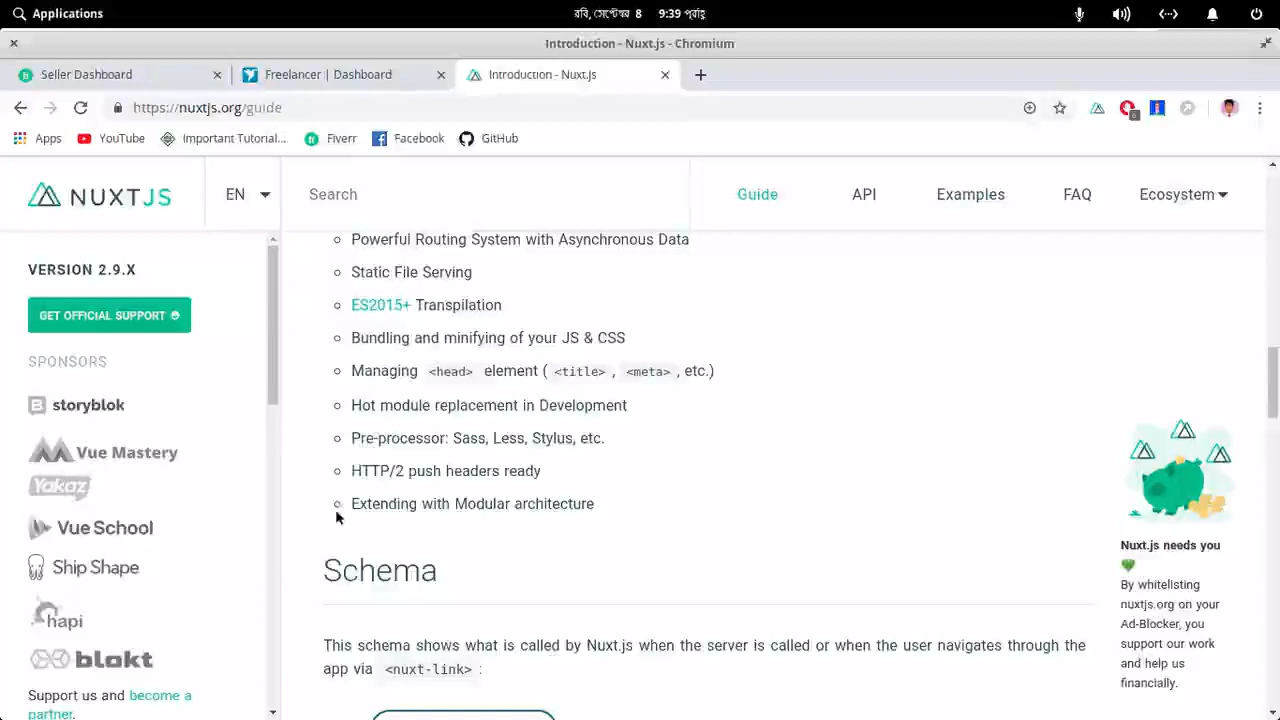 Applications
রবি, সেপ্টেম্বর 8 9:39 পূর্বাহ্ণ
Introduction - Nuxt.js - Chromium
Seller Dashboard
Freelancer | Dashboard
Introduction - Nuxt.js
https://nuxtjs.org/guide
6
Apps
YouTube
Important Tutorial...
Fiverr
Facebook
GitHub
NUXTJS
EN
Search
Guide
API
Examples
FAQ
Ecosystem
VERSION 2.9.X
GET OFFICIAL SUPPORT
SPONSORS
storyblok
Vue Mastery
Yakaz
Vue School
Ship Shape
hapi
blokt
Support us and become a
partner.
Powerful Routing System with Asynchronous Data
Static File Serving
ES2015+ Transpilation
Bundling and minifying of your JS & CSS
Managing <head> element ( <title> , <meta> , etc.)
Hot module replacement in Development
Pre-processor: Sass, Less, Stylus, etc.
HTTP/2 push headers ready
Extending with Modular architecture
Schema
This schema shows what is called by Nuxt.js when the server is called or when the user navigates through the
app via <nuxt-link> :
Nuxt.js needs you
By whitelisting
nuxtjs.org on your
Ad-Blocker, you
support our work
and help us
financially.